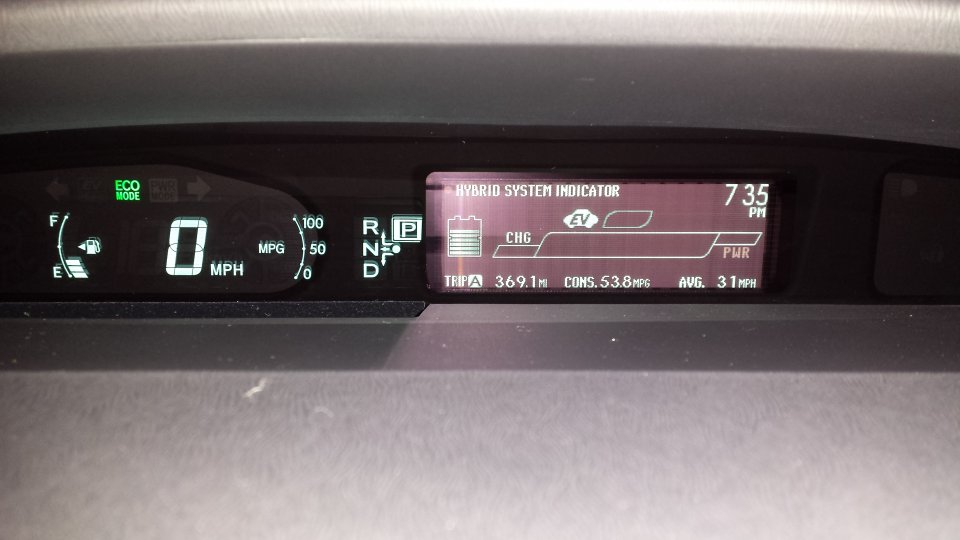 ECO
MODE
F
E
0
MPH
MPG
100
50
0
R
N
D
P
HYBRID SYSTEM INDICATOR
7 35
PM
EV
CHG
PWR
TRIP A 369.1 MI CONS. 53.8 MPG AVG. 31 MPH